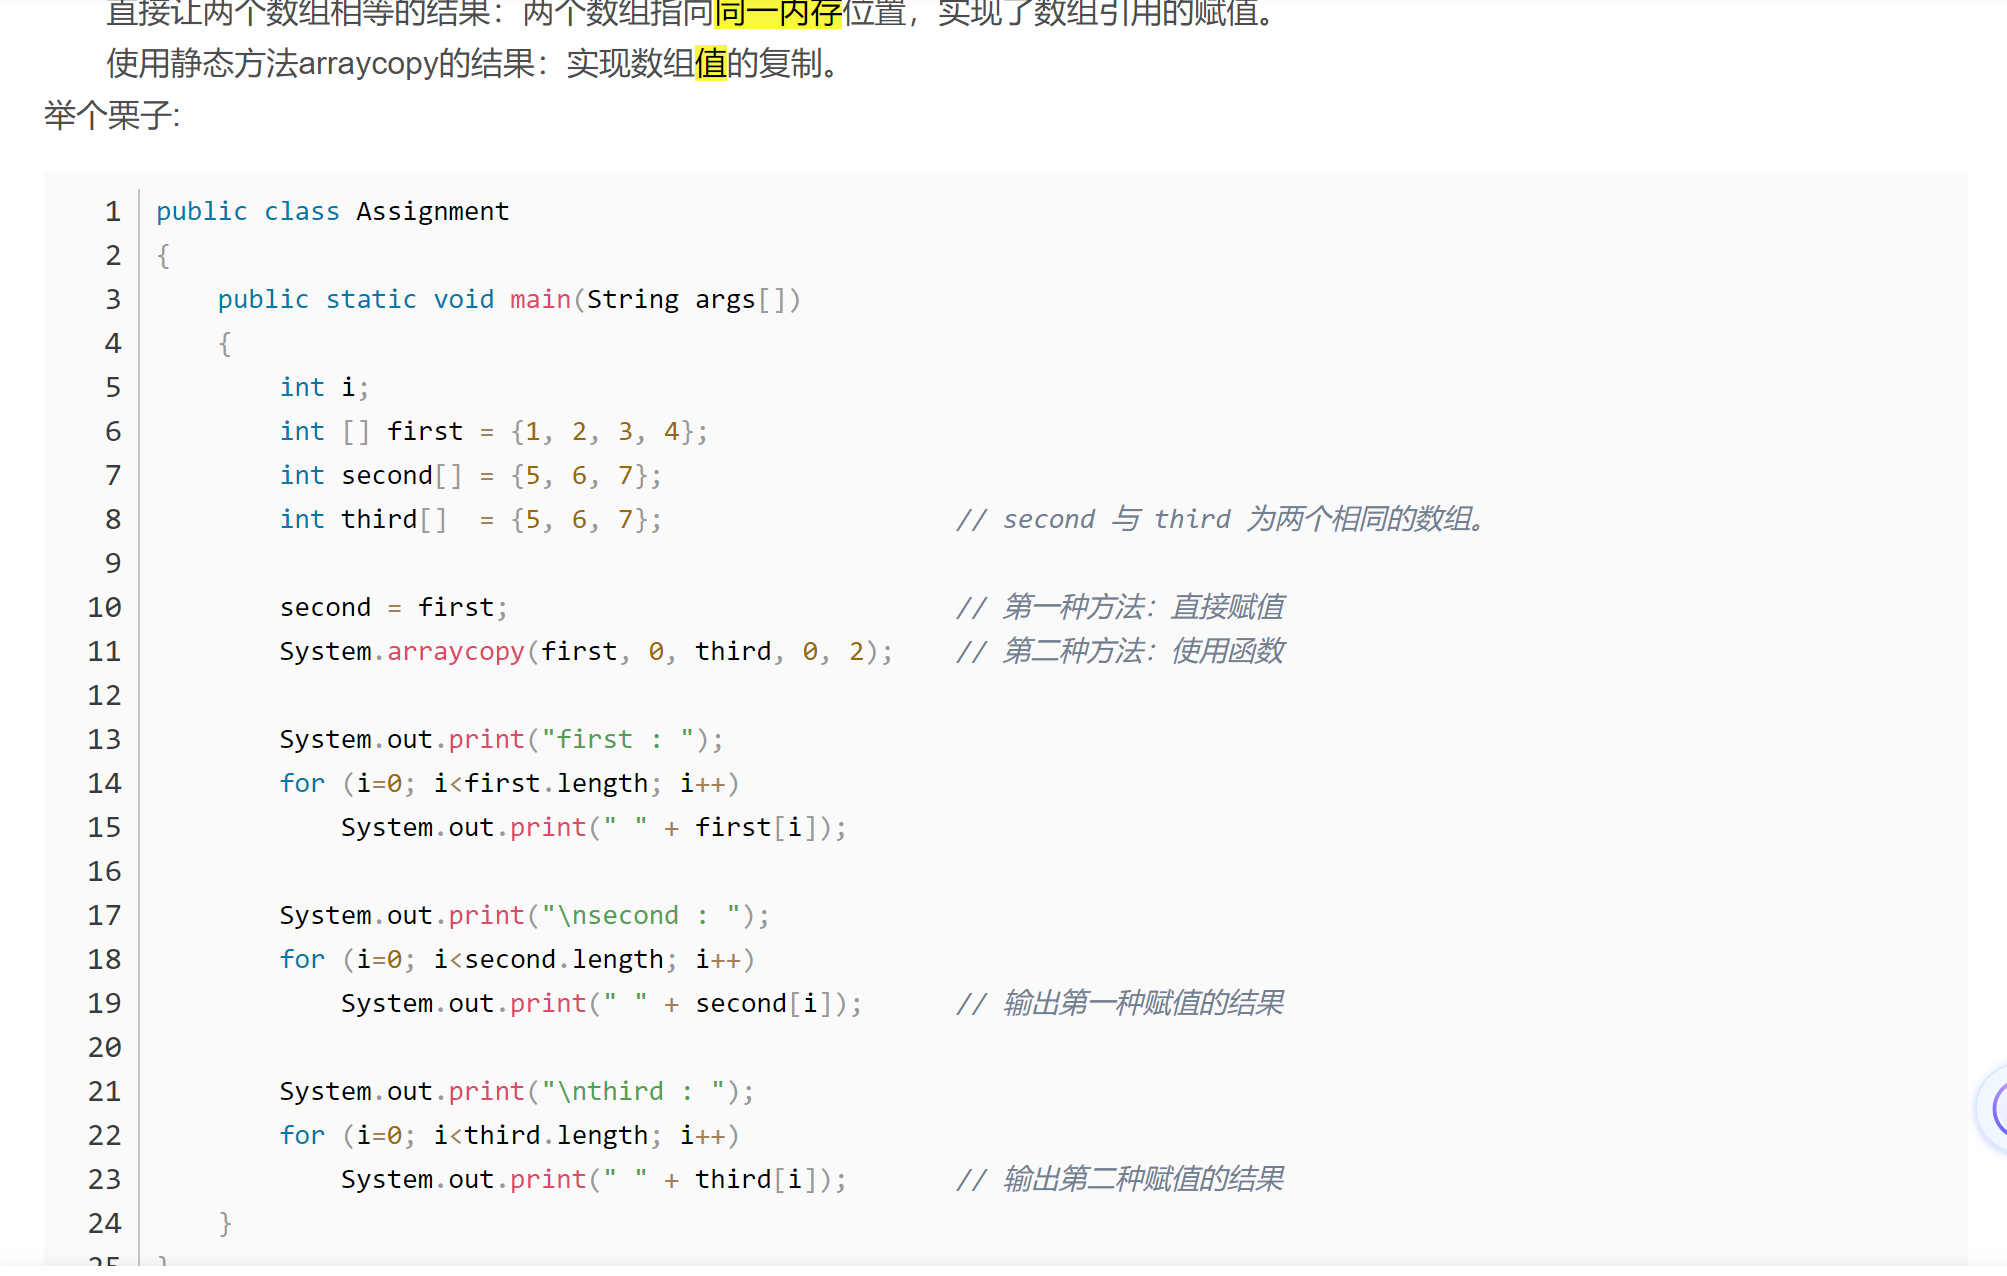 直接让两个数组相等的结果：两个数组指向同一内存位置，实现了数组引用的赋值。
使用静态方法arraycopy的结果：实现数组值的复制。
举个栗子:
1 public class Assignment
2 {
3     public static void main(String args[])
4     {
5         int i;
6         int [] first = {1, 2, 3, 4};
7         int second[] = {5, 6, 7};
8         int third[]  = {5, 6, 7};                   // second 与 third 为两个相同的数组。
9
10         second = first;                             // 第一种方法：直接赋值
11         System.arraycopy(first, 0, third, 0, 2);    // 第二种方法：使用函数
12
13         System.out.print("first : ");
14         for (i=0; i<first.length; i++)
15             System.out.print(" " + first[i]);
16
17         System.out.print("\nsecond : ");
18         for (i=0; i<second.length; i++)
19             System.out.print(" " + second[i]);      // 输出第一种赋值的结果
20
21         System.out.print("\nthird : ");
22         for (i=0; i<third.length; i++)
23             System.out.print(" " + third[i]);       // 输出第二种赋值的结果
24     }
25 }